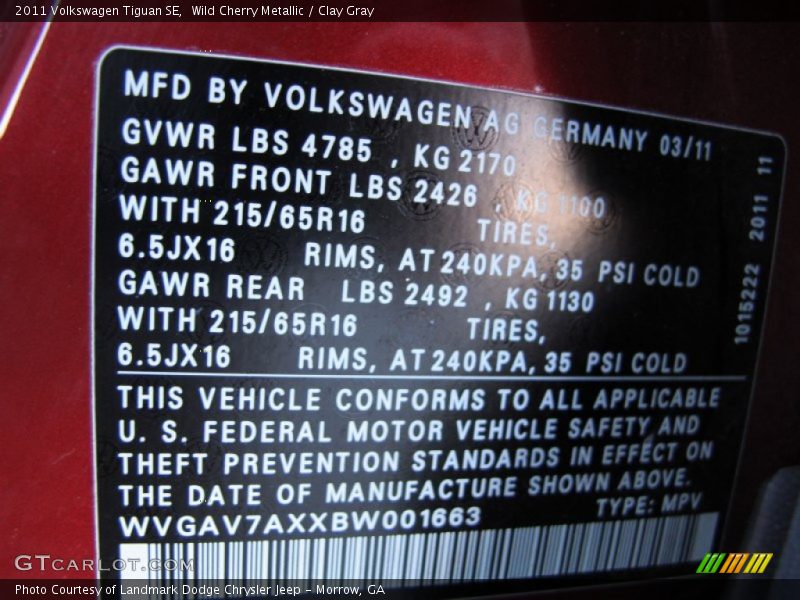 2011 Volkswagen Tiguan SE,  Wild Cherry Metallic / Clay Gray
MFD BY VOLKSWAGEN AG GERMANY 03/11
GVWR LBS 4785 , KG 2170
GAWR FRONT LBS 2426 , KG 1100
WITH 215/65R16 TIRES,
6.5JX16 RIMS, AT 240KPA, 35 PSI COLD
GAWR REAR LBS 2492 , KG 1130
WITH 215/65R16 TIRES,
6.5JX16 RIMS, AT 240KPA, 35 PSI COLD
1015222 2011 11
THIS VEHICLE CONFORMS TO ALL APPLICABLE
U. S. FEDERAL MOTOR VEHICLE SAFETY AND
THEFT PREVENTION STANDARDS IN EFFECT ON
THE DATE OF MANUFACTURE SHOWN ABOVE.
WVGAV7AXXBW001663 TYPE: MPV
GTcarlot.com
Photo Courtesy of Landmark Dodge Chrysler Jeep - Morrow, GA